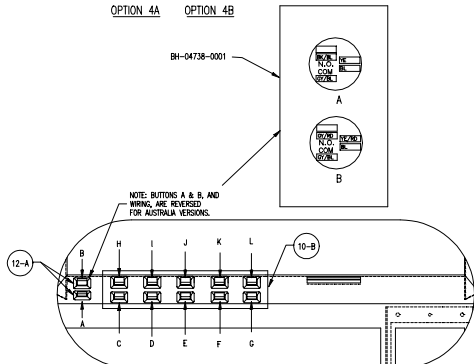 OPTION 4A OPTION 4B
BH-04738-0001
BK/BL
YE
N.O.
BL
COM
GY/BL
A
GY/RD
YE/RD
N.O.
BL
COM
GY/BL
B
NOTE: BUTTONS A & B, AND
WIRING, ARE REVERSED
FOR AUSTRALIA VERSIONS.
12-A
B H I J K L
10-B
A C D E F G